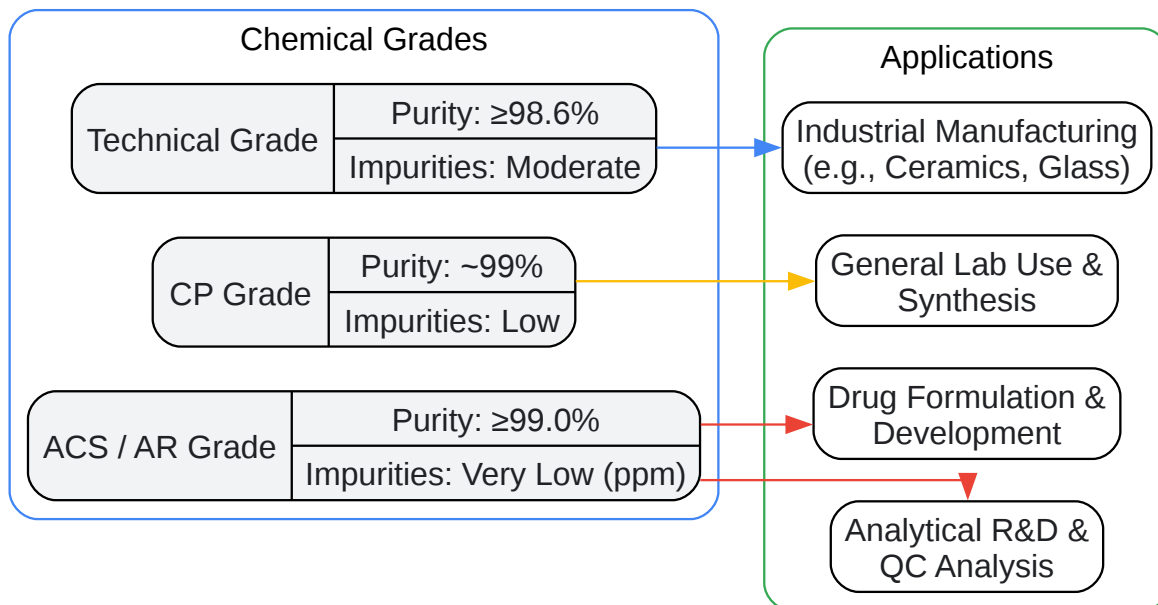 Chemical Grades
Technical Grade
Purity: ≥98.6%
Impurities: Moderate
CP Grade
Purity: ~99%
Impurities: Low
ACS / AR Grade
Purity: ≥99.0%
Impurities: Very Low (ppm)
Applications
Industrial Manufacturing
(e.g., Ceramics, Glass)
General Lab Use &
Synthesis
Drug Formulation &
Development
Analytical R&D &
QC Analysis